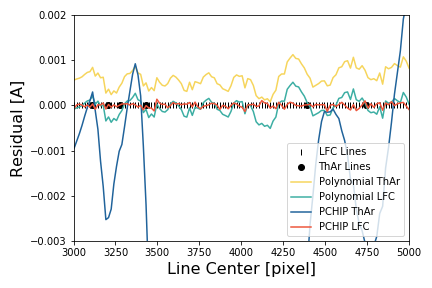 0.002
0.001
0.000
−0.001
−0.002
−0.003
Residual [A]
3000 3250 3500 3750 4000 4250 4500 4750 5000
Line Center [pixel]
LFC Lines
ThAr Lines
Polynomial ThAr
Polynomial LFC
PCHIP ThAr
PCHIP LFC